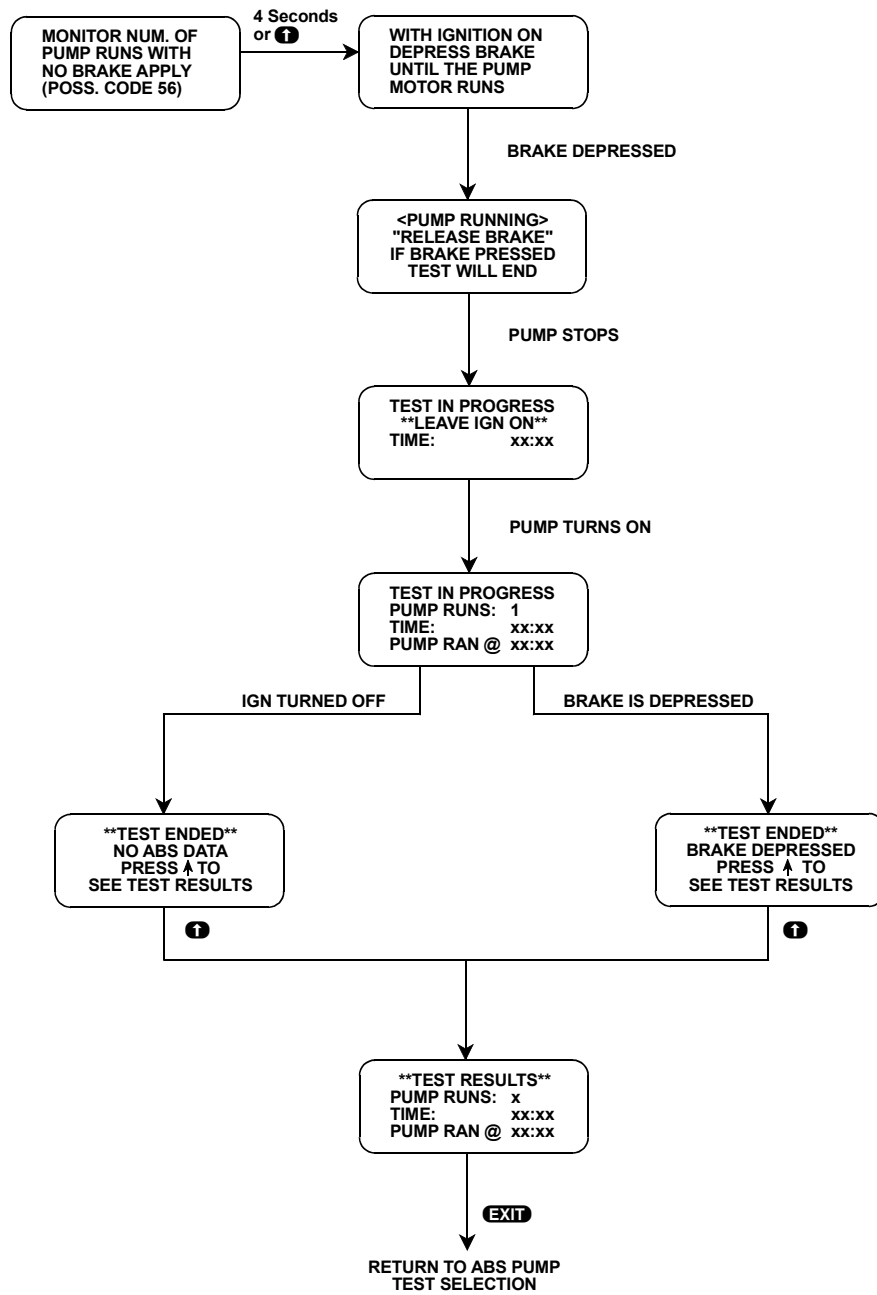 MONITOR NUM. OF
PUMP RUNS WITH
NO BRAKE APPLY
(POSS. CODE 56)
4 Seconds
or ↑
WITH IGNITION ON
DEPRESS BRAKE
UNTIL THE PUMP
MOTOR RUNS
BRAKE DEPRESSED
<PUMP RUNNING>
"RELEASE BRAKE"
IF BRAKE PRESSED
TEST WILL END
PUMP STOPS
TEST IN PROGRESS
**LEAVE IGN ON**
TIME: xx:xx
PUMP TURNS ON
TEST IN PROGRESS
PUMP RUNS: 1
TIME: xx:xx
PUMP RAN @ xx:xx
IGN TURNED OFF
BRAKE IS DEPRESSED
**TEST ENDED**
NO ABS DATA
PRESS ↑ TO
SEE TEST RESULTS
↑
**TEST ENDED**
BRAKE DEPRESSED
PRESS ↑ TO
SEE TEST RESULTS
↑
**TEST RESULTS**
PUMP RUNS: x
TIME: xx:xx
PUMP RAN @ xx:xx
EXIT
RETURN TO ABS PUMP
TEST SELECTION